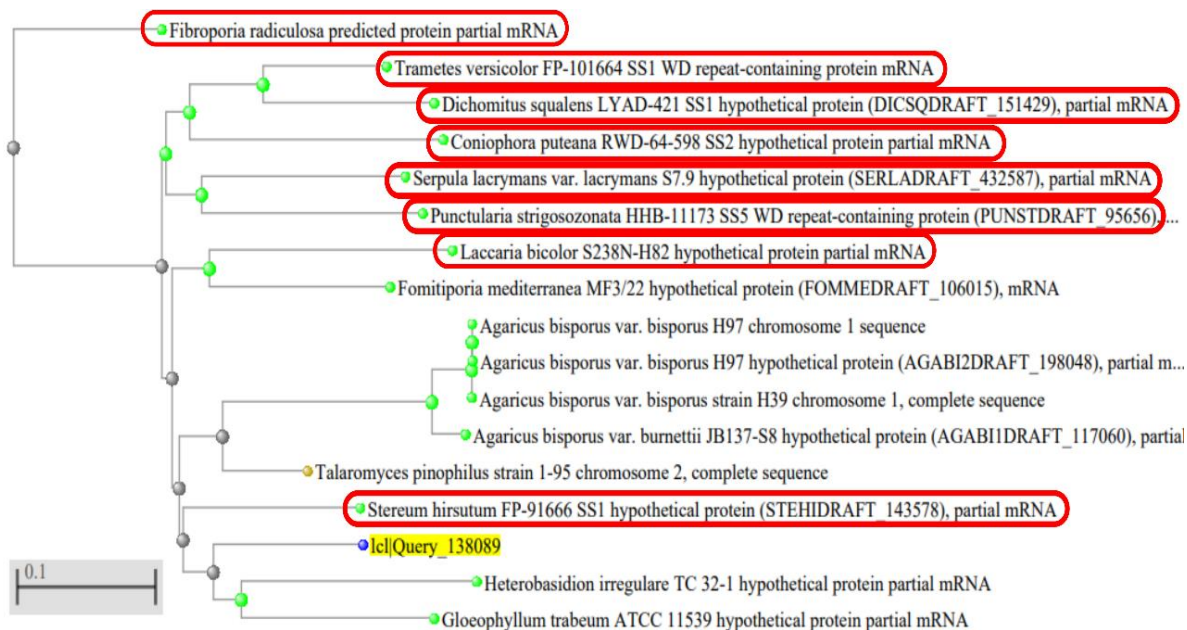 Fibroporia radiculosa predicted protein partial mRNA
Trametes versicolor FP-101664 SS1 WD repeat-containing protein mRNA
Dichomitus squalens LYAD-421 SS1 hypothetical protein (DICSQDRAFT_151429), partial mRNA
Coniophora puteana RWD-64-598 SS2 hypothetical protein partial mRNA
Serpula lacrymans var. lacrymans S7.9 hypothetical protein (SERLADRAFT_432587), partial mRNA
Punctularia strigosozonata HHB-11173 SS5 WD repeat-containing protein (PUNSTDRAFT_95656), ...
Laccaria bicolor S238N-H82 hypothetical protein partial mRNA
Fomitiporia mediterranea MF3/22 hypothetical protein (FOMMEDRAFT_106015), mRNA
Agaricus bisporus var. bisporus H97 chromosome 1 sequence
Agaricus bisporus var. bisporus H97 hypothetical protein (AGABI2DRAFT_198048), partial m...
Agaricus bisporus var. bisporus strain H39 chromosome 1, complete sequence
Agaricus bisporus var. burnettii JB137-S8 hypothetical protein (AGABI1DRAFT_117060), partial
Talaromyces pinophilus strain 1-95 chromosome 2, complete sequence
Stereum hirsutum FP-91666 SS1 hypothetical protein (STEHIDRAFT_143578), partial mRNA
lcl|Query_138089
0.1
Heterobasidion irregulare TC 32-1 hypothetical protein partial mRNA
Gloeophyllum trabeum ATCC 11539 hypothetical protein partial mRNA